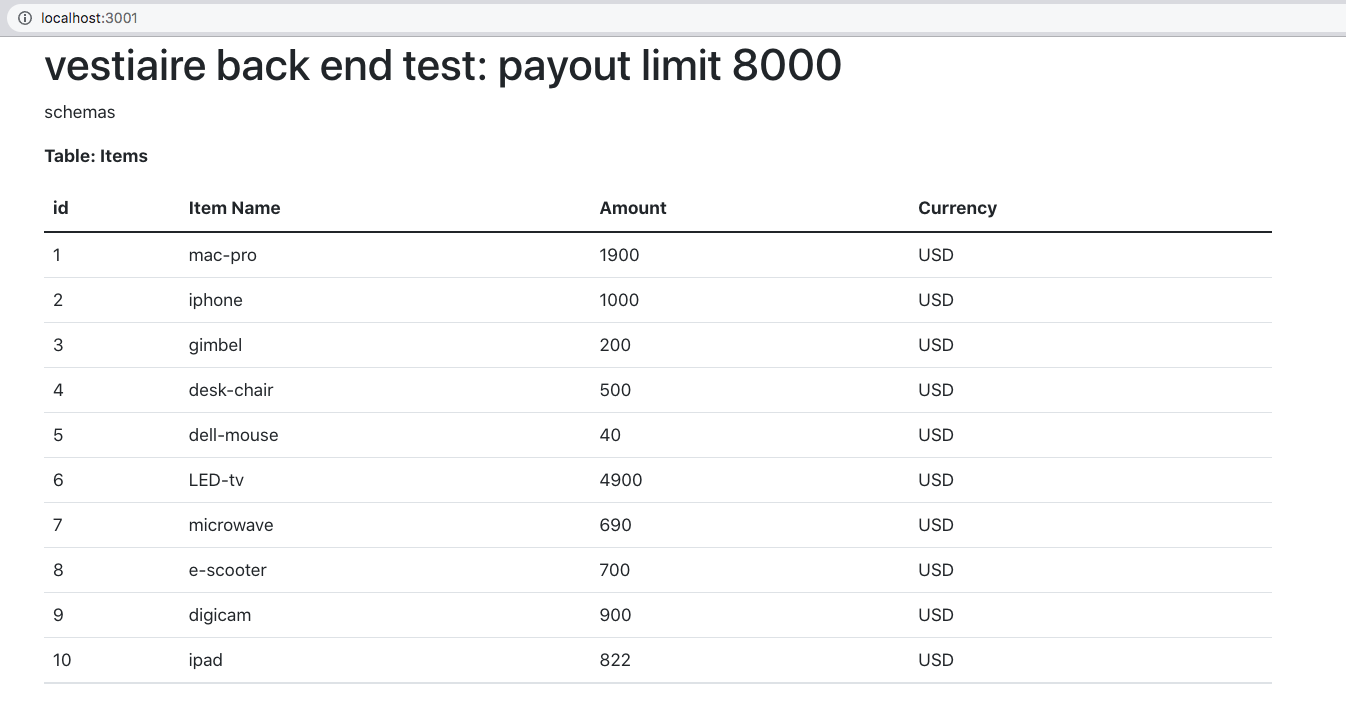 localhost:3001
vestiaire back end test: payout limit 8000
schemas
Table: Items
id Item Name Amount Currency
1 mac-pro 1900 USD
2 iphone 1000 USD
3 gimbel 200 USD
4 desk-chair 500 USD
5 dell-mouse 40 USD
6 LED-tv 4900 USD
7 microwave 690 USD
8 e-scooter 700 USD
9 digicam 900 USD
10 ipad 822 USD